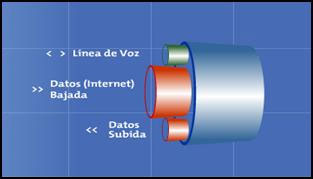 < > Línea de Voz
>> Datos (Internet)
Bajada
<< Datos
Subida